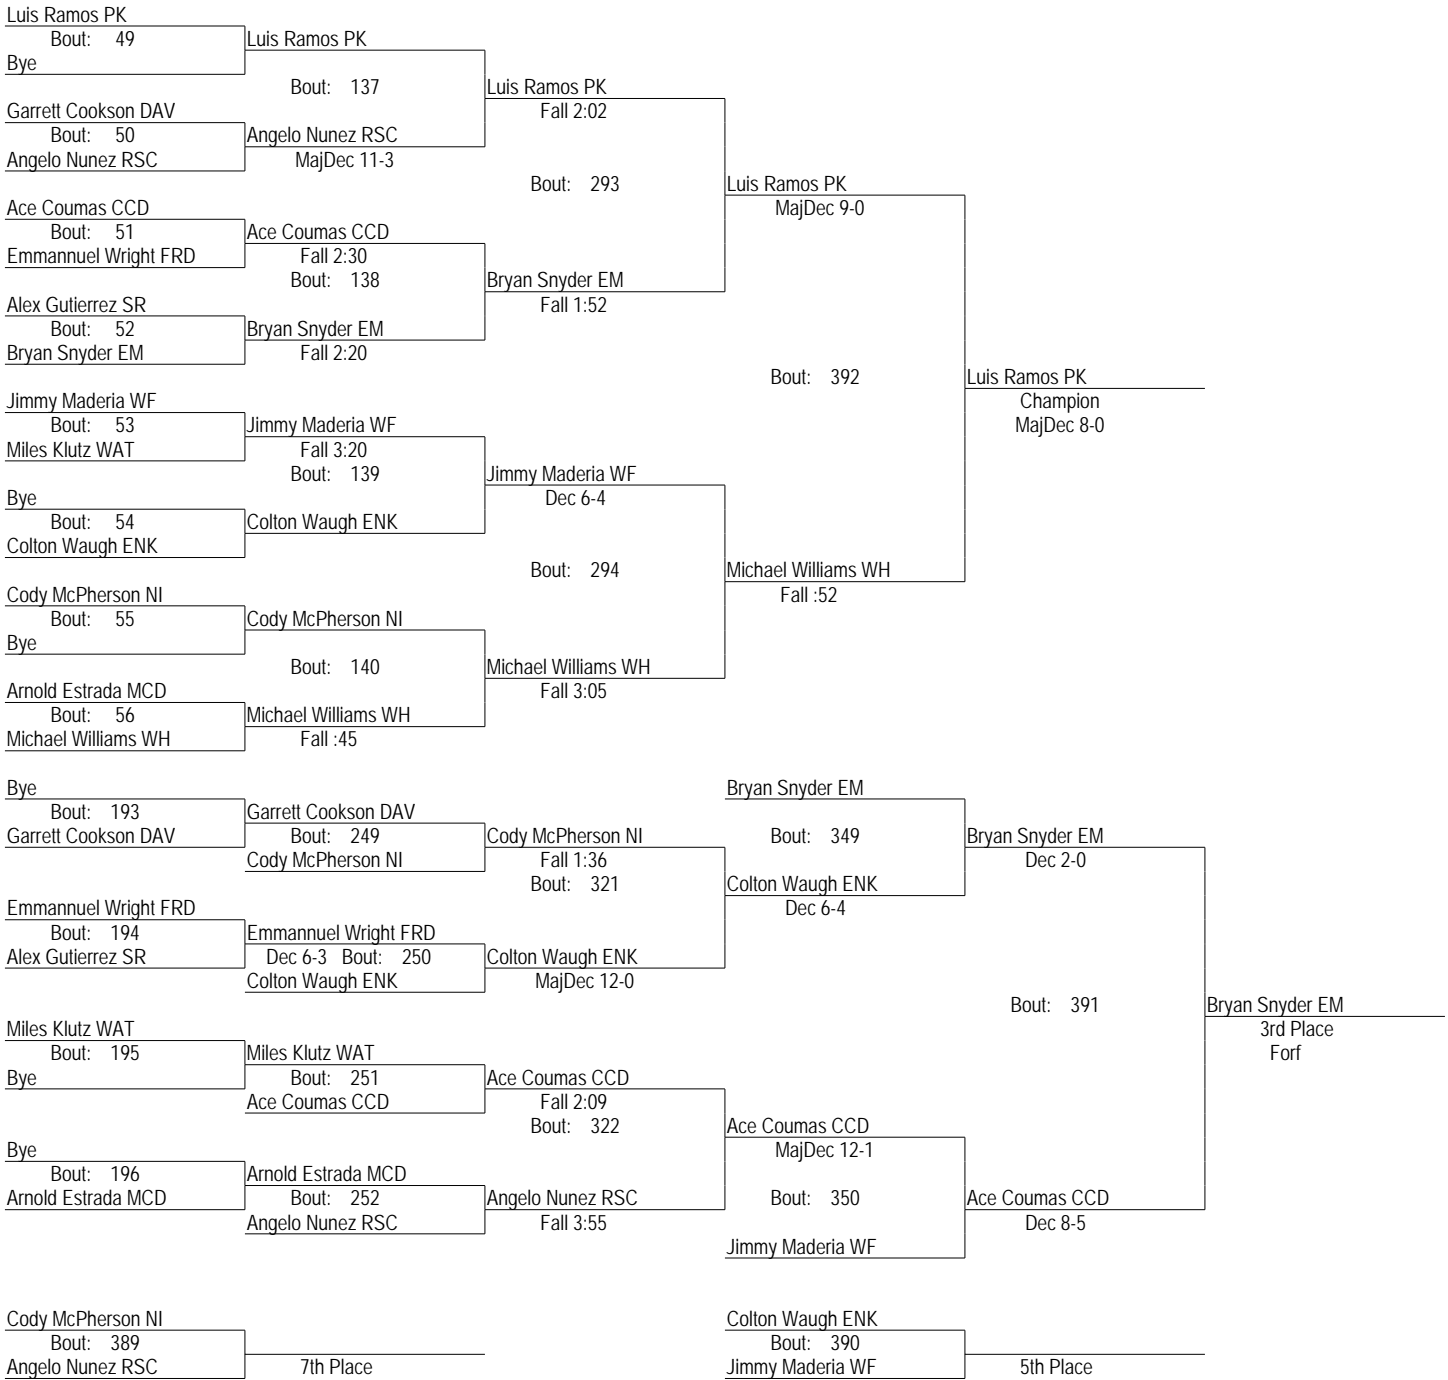 Luis Ramos PK
Bout: 49
Luis Ramos PK
Bye
Bout: 137
Luis Ramos PK
Garrett Cookson DAV
Fall 2:02
Bout: 50
Angelo Nunez RSC
Angelo Nunez RSC
MajDec 11-3
Bout: 293
Luis Ramos PK
Ace Coumas CCD
MajDec 9-0
Bout: 51
Ace Coumas CCD
Emmannuel Wright FRD
Fall 2:30
Bout: 138
Bryan Snyder EM
Alex Gutierrez SR
Fall 1:52
Bout: 52
Bryan Snyder EM
Bryan Snyder EM
Fall 2:20
Bout: 392
Luis Ramos PK
Jimmy Maderia WF
Champion
Bout: 53
Jimmy Maderia WF
MajDec 8-0
Miles Klutz WAT
Fall 3:20
Bout: 139
Jimmy Maderia WF
Bye
Dec 6-4
Bout: 54
Colton Waugh ENK
Colton Waugh ENK
Bout: 294
Michael Williams WH
Cody McPherson NI
Fall :52
Bout: 55
Cody McPherson NI
Bye
Bout: 140
Michael Williams WH
Arnold Estrada MCD
Fall 3:05
Bout: 56
Michael Williams WH
Michael Williams WH
Fall :45
Bye
Bryan Snyder EM
Bout: 193
Garrett Cookson DAV
Garrett Cookson DAV
Bout: 249
Cody McPherson NI
Bout: 349
Bryan Snyder EM
Cody McPherson NI
Fall 1:36
Dec 2-0
Bout: 321
Colton Waugh ENK
Emmannuel Wright FRD
Dec 6-4
Bout: 194
Emmannuel Wright FRD
Alex Gutierrez SR
Dec 6-3 Bout: 250
Colton Waugh ENK
Colton Waugh ENK
MajDec 12-0
Bout: 391
Bryan Snyder EM
Miles Klutz WAT
3rd Place
Bout: 195
Miles Klutz WAT
Forf
Bye
Bout: 251
Ace Coumas CCD
Ace Coumas CCD
Fall 2:09
Bout: 322
Ace Coumas CCD
Bye
MajDec 12-1
Bout: 196
Arnold Estrada MCD
Arnold Estrada MCD
Bout: 252
Angelo Nunez RSC
Bout: 350
Ace Coumas CCD
Angelo Nunez RSC
Fall 3:55
Dec 8-5
Jimmy Maderia WF
Cody McPherson NI
Colton Waugh ENK
Bout: 389
Bout: 390
Angelo Nunez RSC
7th Place
Jimmy Maderia WF
5th Place